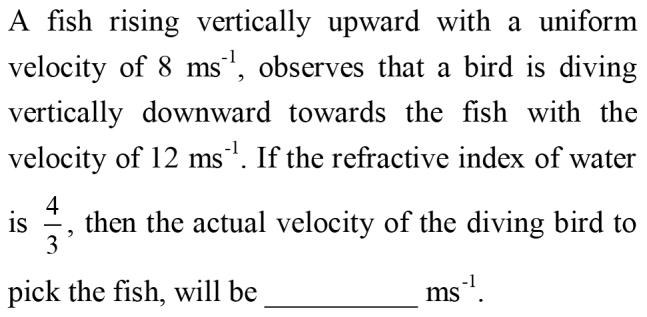 A fish rising vertically upward with a uniform
velocity of 8 ms⁻¹, observes that a bird is diving
vertically downward towards the fish with the
velocity of 12 ms⁻¹. If the refractive index of water
is 4/3, then the actual velocity of the diving bird to
pick the fish, will be __________ ms⁻¹.